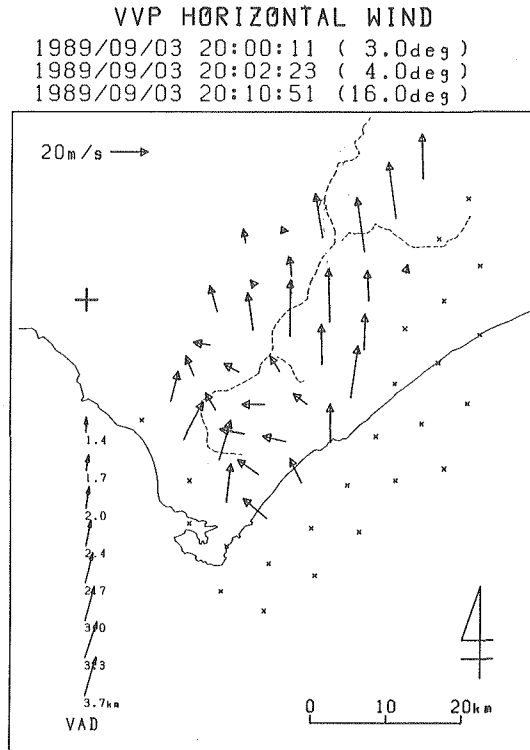 VVP HORIZONTAL WIND
1989/09/03 20:00:11 ( 3.0deg )
1989/09/03 20:02:23 ( 4.0deg )
1989/09/03 20:10:51 (16.0deg )
20m/s
1.4
1.7
2.0
2.4
2.7
3.0
3.3
3.7km
VAD
0 10 20km